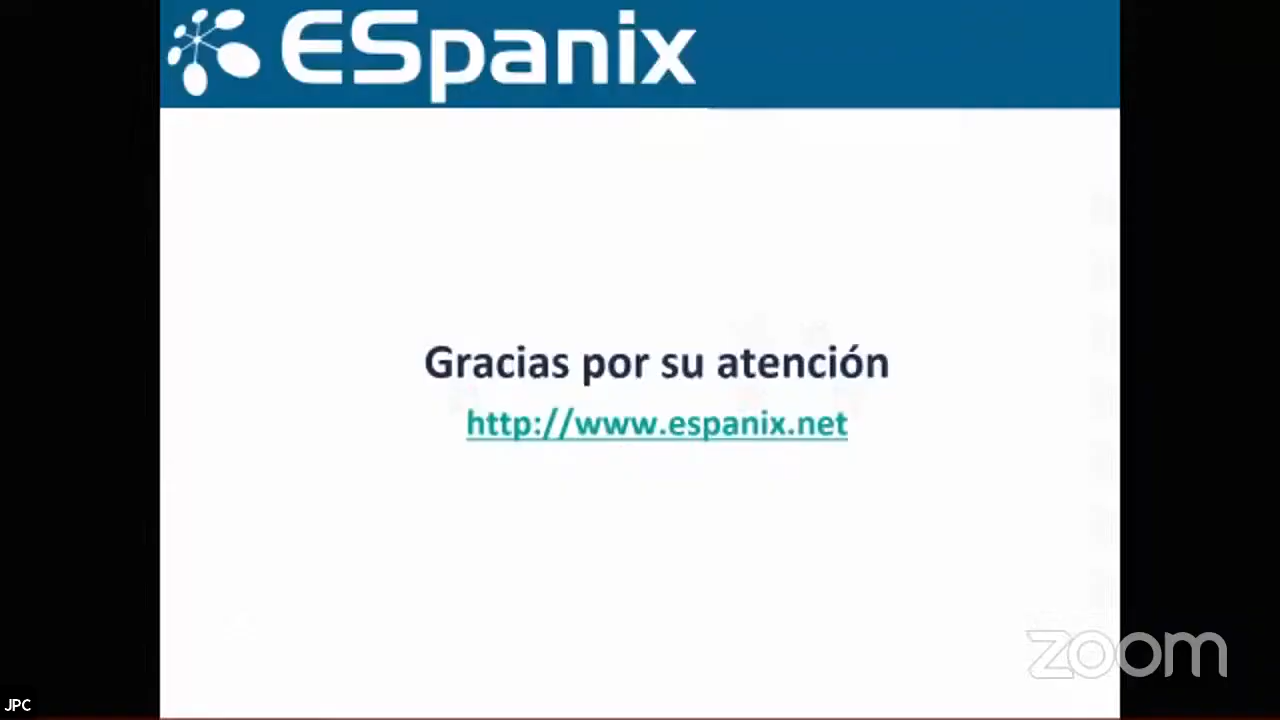 ESpanix
Gracias por su atención
http://www.espanix.net
zoom
JPC